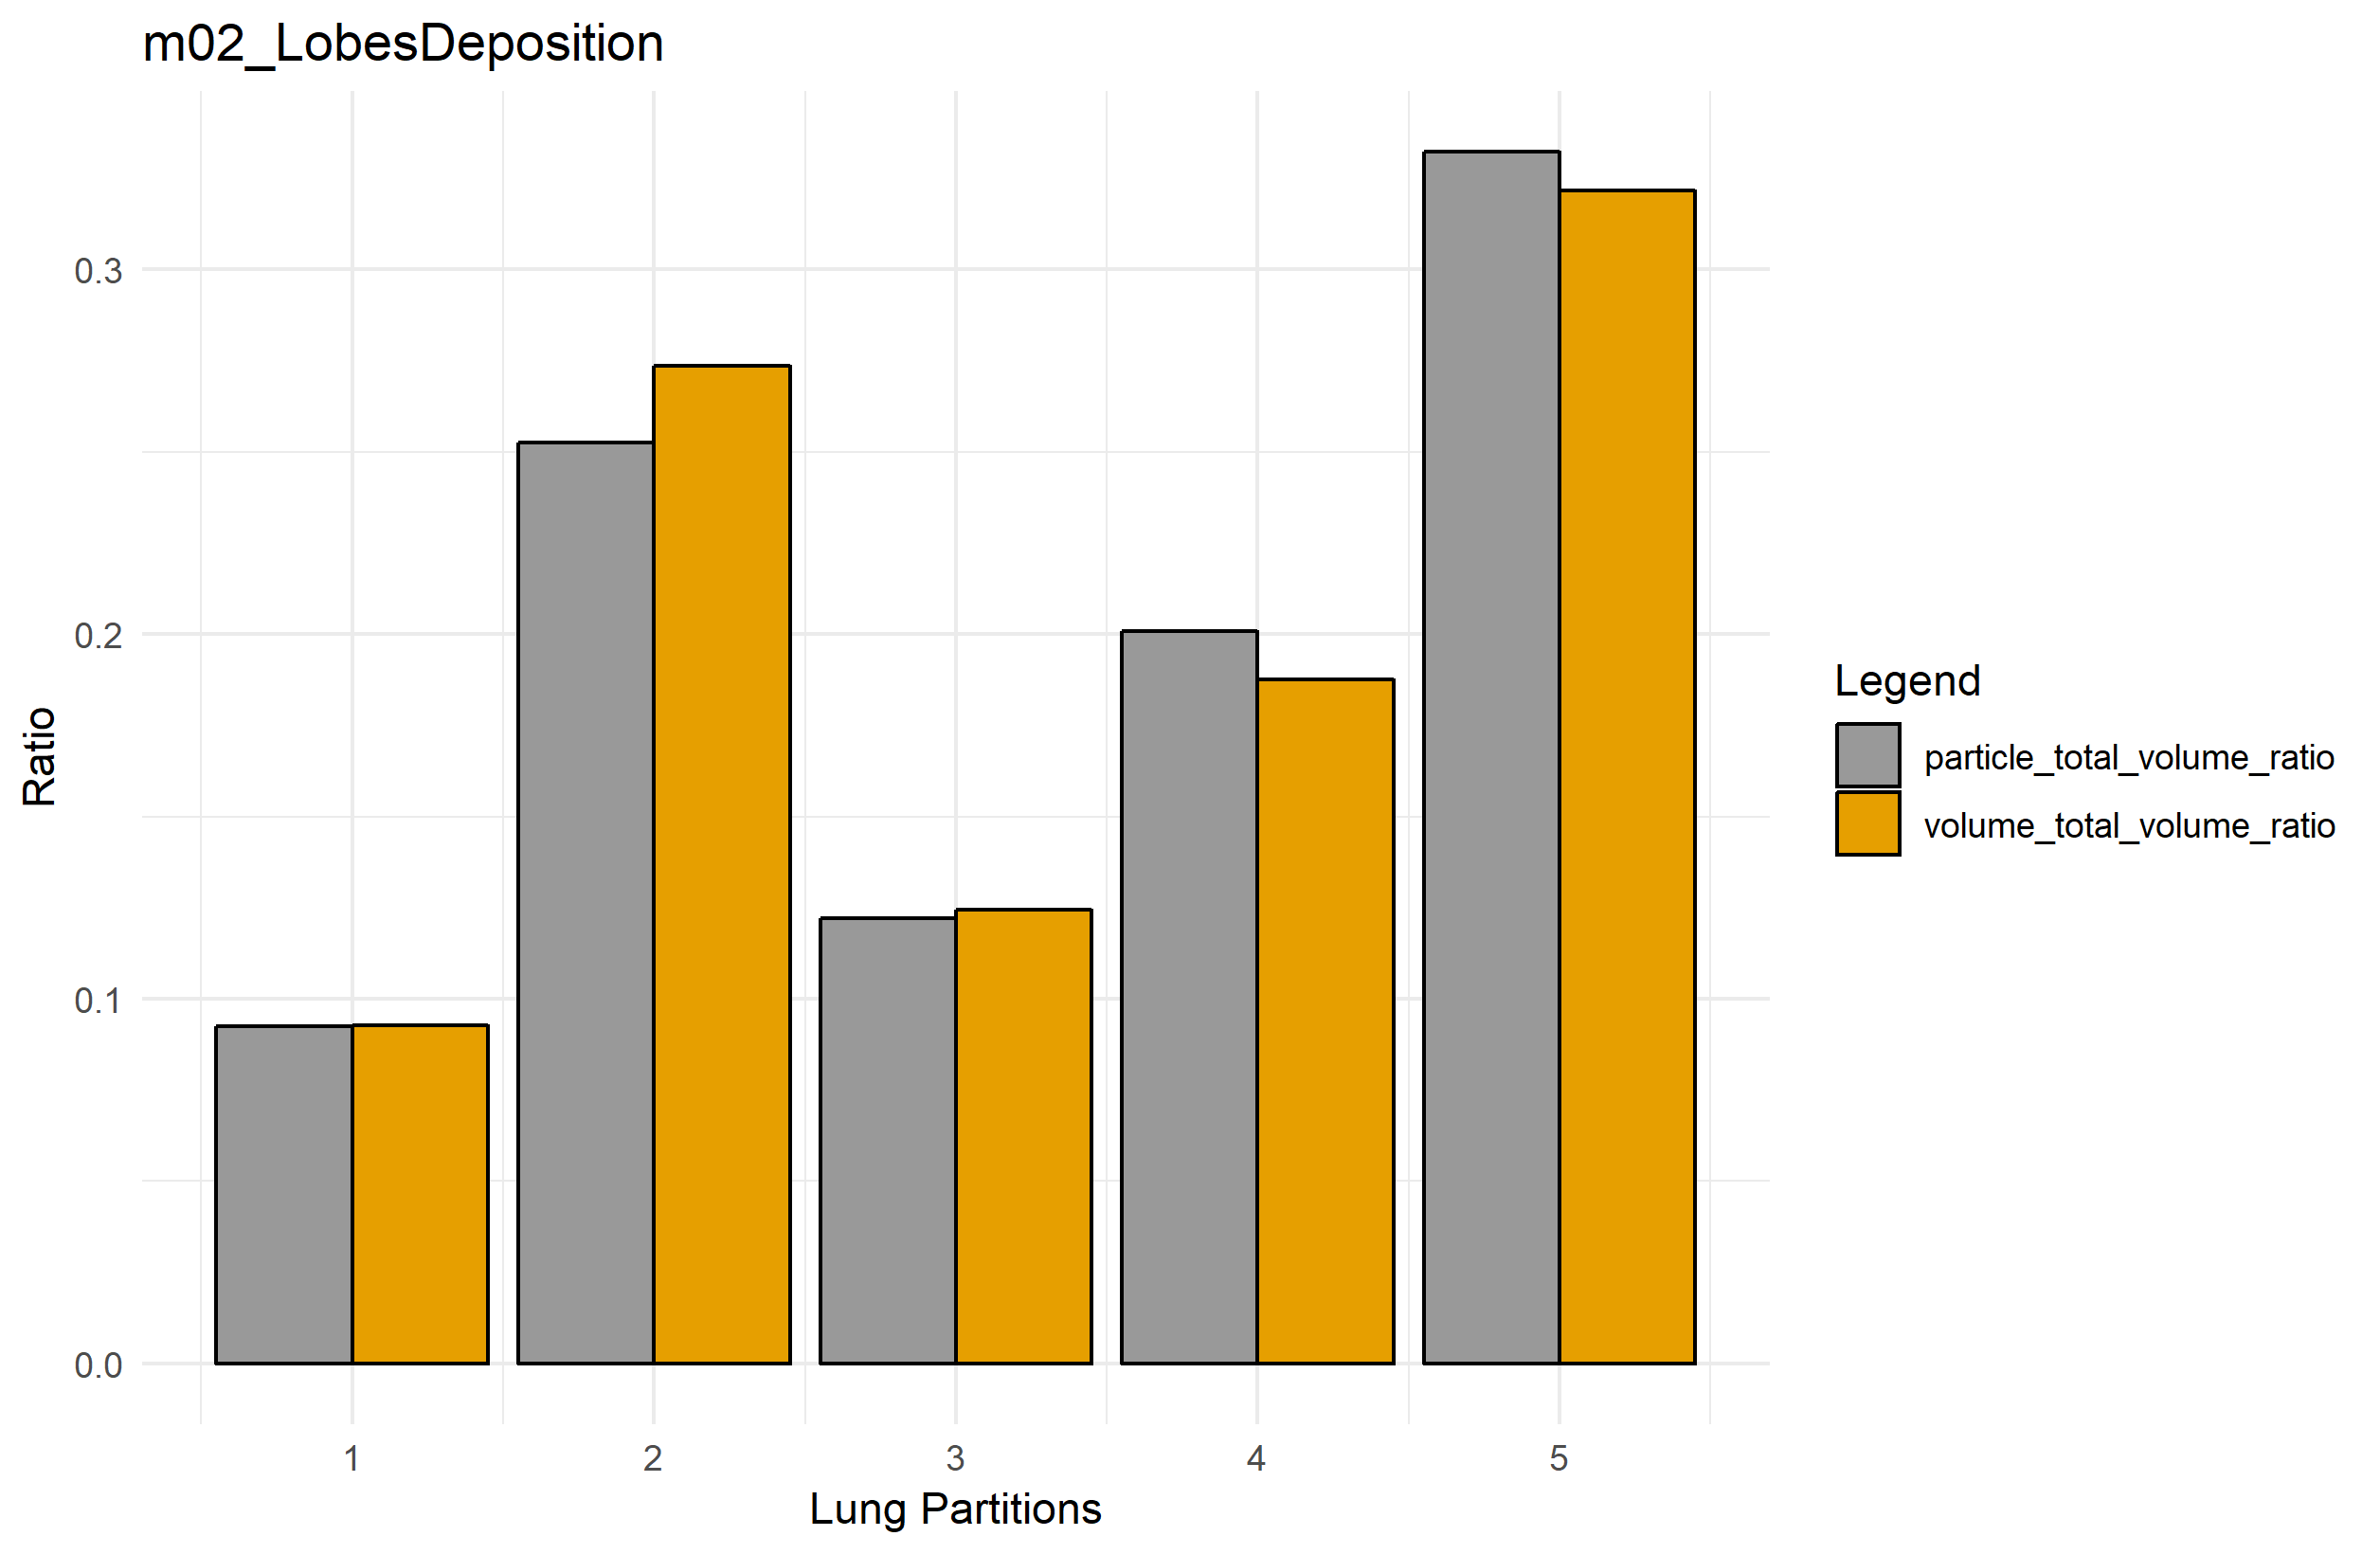 m02_LobesDeposition
Ratio
0.3
0.2
0.1
0.0
1 2 3 4 5
Lung Partitions
Legend
particle_total_volume_ratio
volume_total_volume_ratio